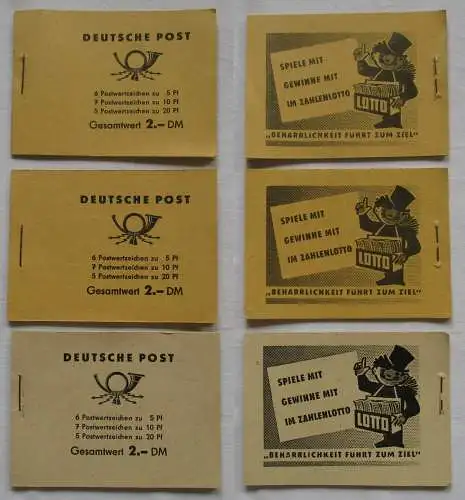 DEUTSCHE POST
6 Postwertzeichen zu 5 Pf
7 Postwertzeichen zu 10 Pf
5 Postwertzeichen zu 20 Pf
Gesamtwert 2.— DM
SPIELE MIT
GEWINNE MIT
IM ZAHLENLOTTO
LOTTO
„BEHARRLICHKEIT FÜHRT ZUM ZIEL“
DEUTSCHE POST
6 Postwertzeichen zu 5 Pf
7 Postwertzeichen zu 10 Pf
5 Postwertzeichen zu 20 Pf
Gesamtwert 2.— DM
SPIELE MIT
GEWINNE MIT
IM ZAHLENLOTTO
LOTTO
„BEHARRLICHKEIT FÜHRT ZUM ZIEL“
DEUTSCHE POST
6 Postwertzeichen zu 5 Pf
7 Postwertzeichen zu 10 Pf
5 Postwertzeichen zu 20 Pf
Gesamtwert 2.— DM
SPIELE MIT
GEWINNE MIT
IM ZAHLENLOTTO
LOTTO
„BEHARRLICHKEIT FÜHRT ZUM ZIEL“